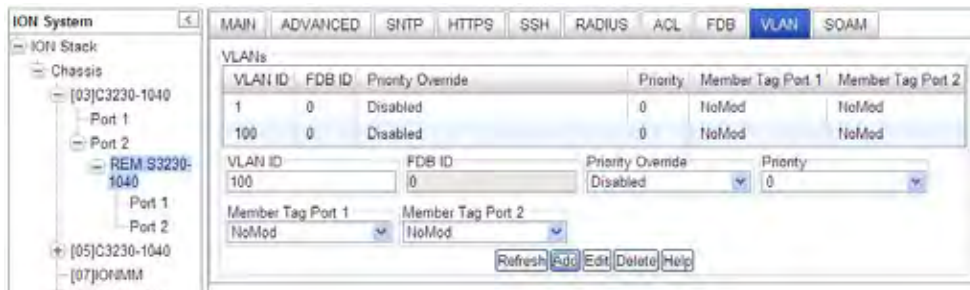 ION System
ION Stack
Chassis
[03]C3230-1040
Port 1
Port 2
REM S3230-
1040
Port 1
Port 2
[05]C3230-1040
[07]IONMM
MAIN ADVANCED SNTP HTTPS SSH RADIUS ACL FDB VLAN SOAM
VLANs
VLAN ID FDB ID Priority Override Priority Member Tag Port 1 Member Tag Port 2
1 0 Disabled 0 NoMod NoMod
100 0 Disabled 0 NoMod NoMod
VLAN ID FDB ID Priority Override Priority
100 0 Disabled 0
Member Tag Port 1 Member Tag Port 2
NoMod NoMod
Refresh Add Edit Delete Help